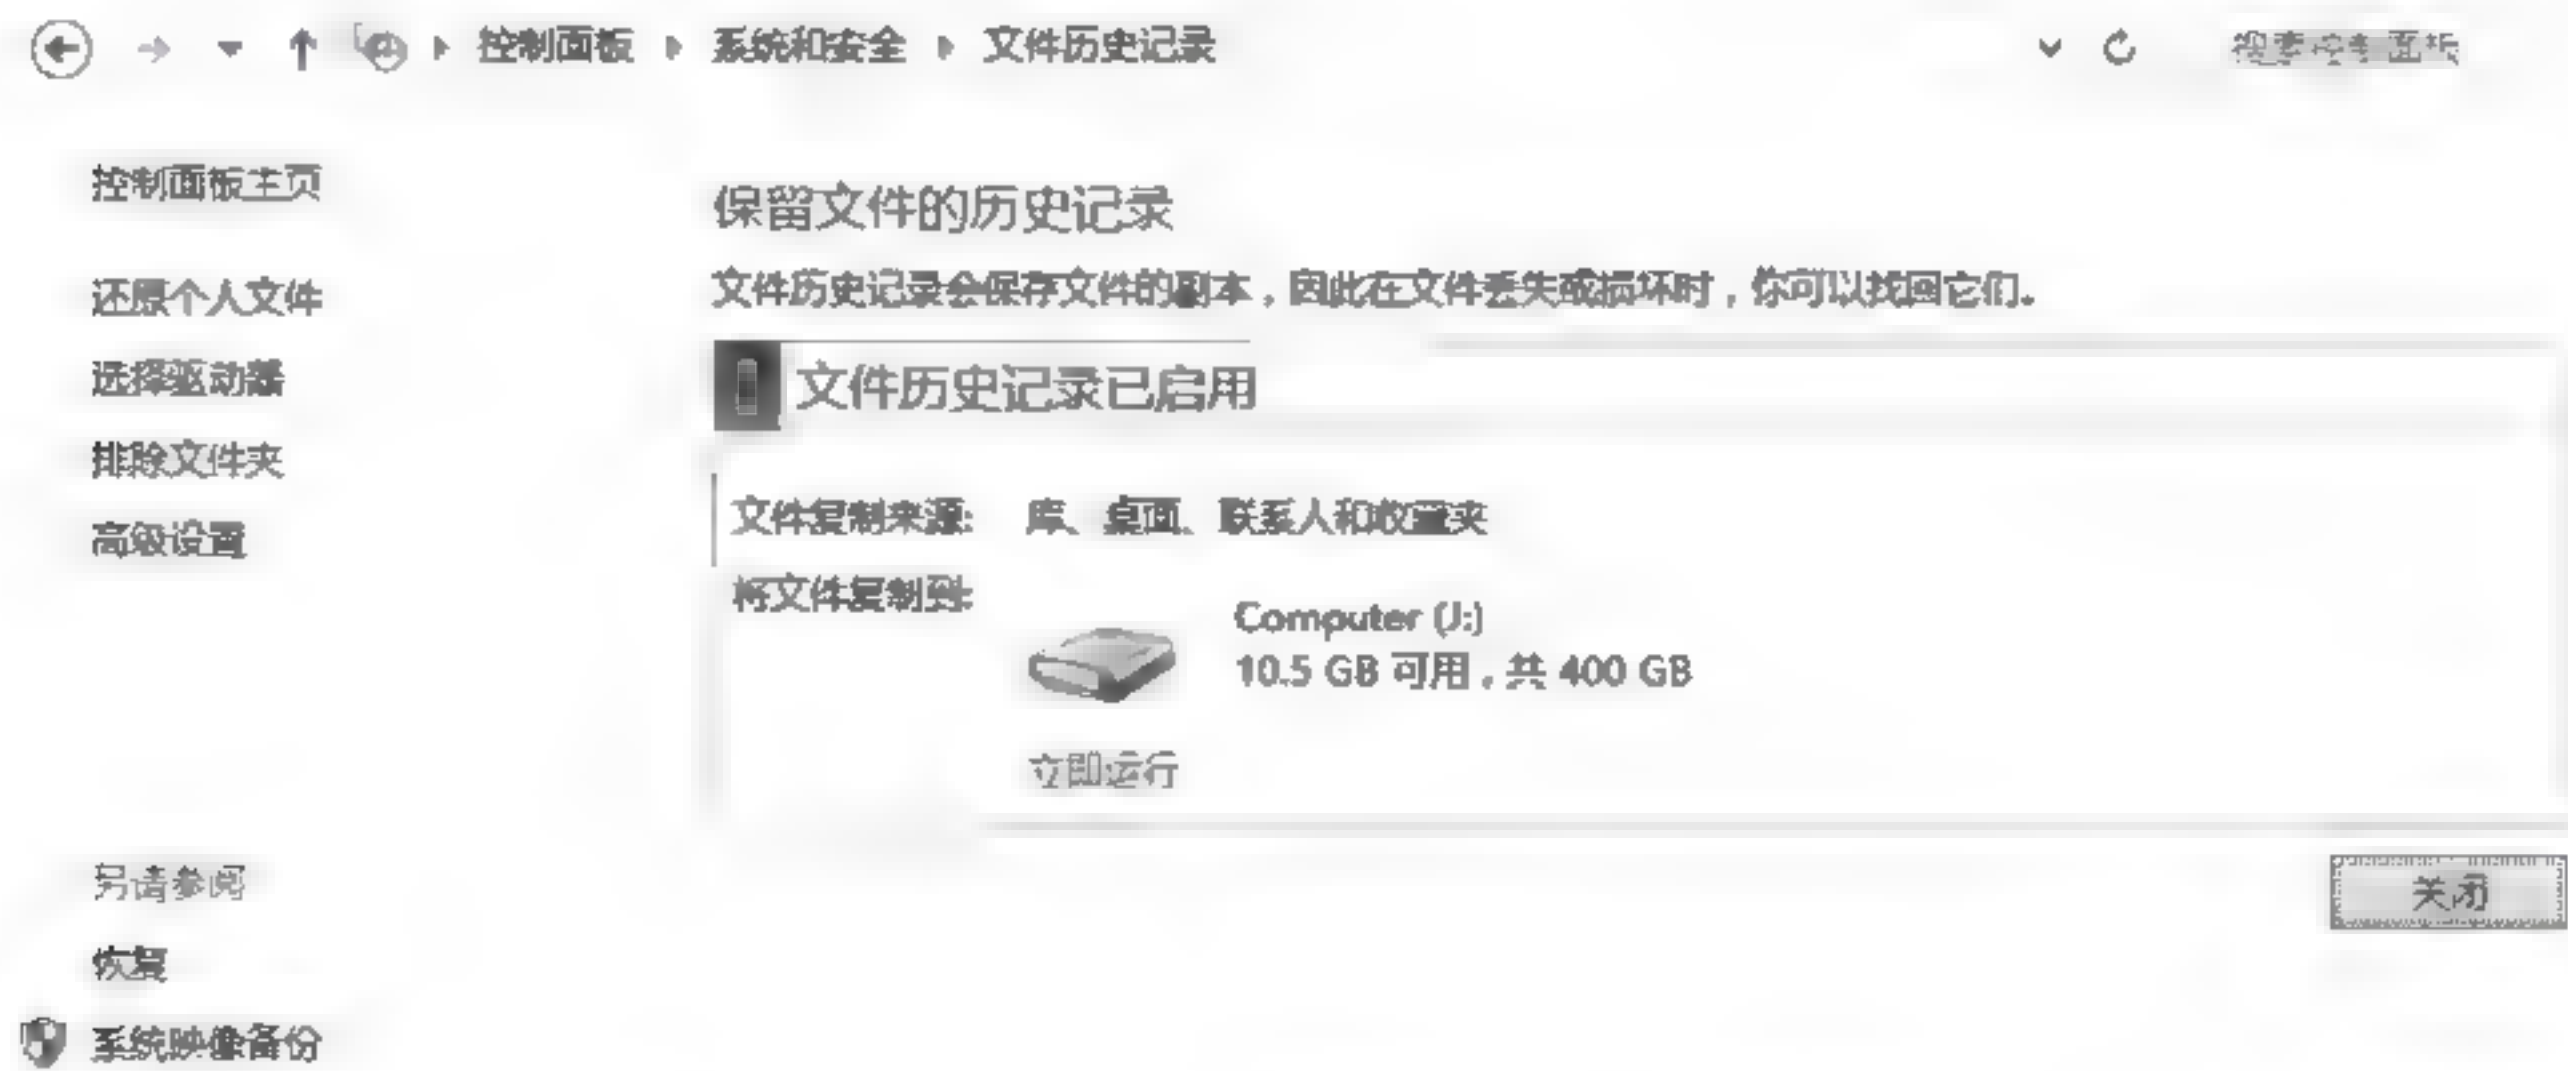 控制面板 系统和安全 文件历史记录 搜索控制面板
控制面板主页
还原个人文件
选择驱动器
排除文件夹
高级设置
保留文件的历史记录
文件历史记录会保存文件的副本，因此在文件丢失或损坏时，你可以找回它们。
文件历史记录已启用
文件复制来源: 库、桌面、联系人和收藏夹
将文件复制到: Computer (J:)
10.5 GB 可用，共 400 GB
立即运行
另请参阅
恢复
系统映像备份
关闭